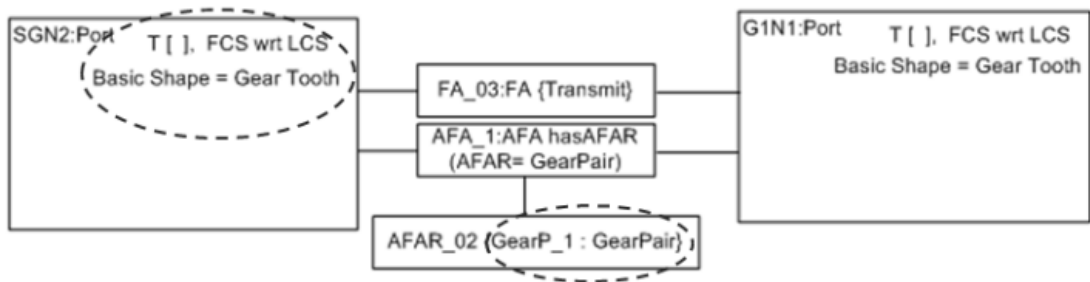 SGN2:Port
T [ ], FCS wrt LCS
Basic Shape = Gear Tooth
FA_03:FA {Transmit}
AFA_1:AFA hasAFAR
(AFAR= GearPair)
AFAR_02 {GearP_1 : GearPair}
G1N1:Port
T [ ], FCS wrt LCS
Basic Shape = Gear Tooth